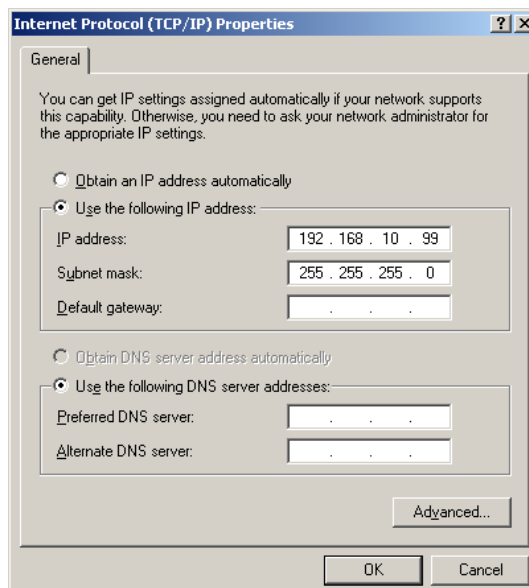 Internet Protocol (TCP/IP) Properties
General
You can get IP settings assigned automatically if your network supports
this capability. Otherwise, you need to ask your network administrator for
the appropriate IP settings.
Obtain an IP address automatically
Use the following IP address:
IP address: 192 . 168 . 10 . 99
Subnet mask: 255 . 255 . 255 . 0
Default gateway: . . .
Obtain DNS server address automatically
Use the following DNS server addresses:
Preferred DNS server: . . .
Alternate DNS server: . . .
Advanced...
OK Cancel